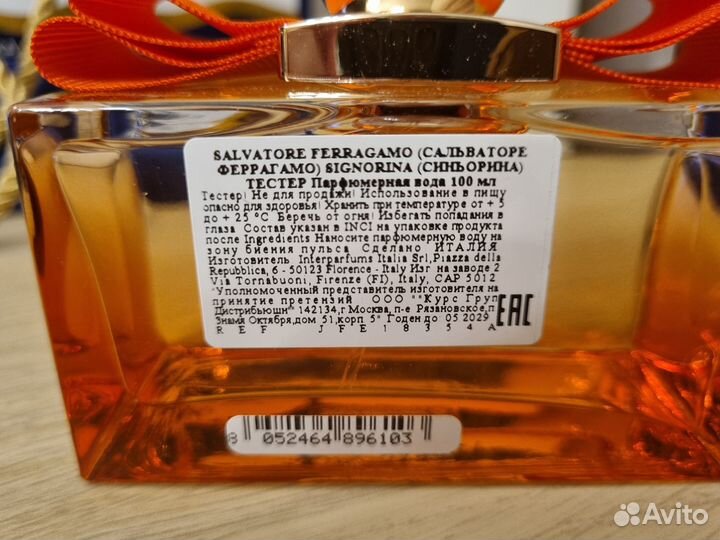 SALVATORE FERRAGAMO (САЛЬВАТОРЕ
ФЕРРАГАМО) SIGNORINA (СИНЬОРИНА)
ТЕСТЕР Парфюмерная вода 100 мл
Тестер! Не для продажи! Использование в пищу
опасно для здоровья! Хранить при температуре от + 5
до + 25 °C Беречь от огня! Избегать попадания в
глаза Состав указан в INCI на упаковке продукта
после Ingredients Наносите парфюмерную воду на
зону биения пульса Сделано ИТАЛИЯ
Изготовитель Interparfums Italia Srl,Piazza della
Repubblica, 6 - 50123 Florence - Italy Изг на заводе 2
Via Tornabuoni, Firenze (FI), Italy, CAP 5012
"Уполномоченный представитель изготовителя на
принятие претензий ООО ""Курс Груп
Дистрибьюшн" 142134,г Москва, п-е Рязановское,п
Знамя Октября,дом 51,корп 5" Годен до 05 2029
REF JFE18354A
EAC
8 052464 896103
Avito